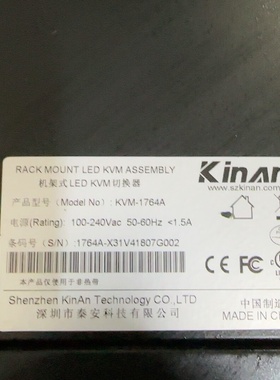 RACK MOUNT LED KVM ASSEMBLY
机架式LED KVM切换器
KinAn
www.szkinan.
产品型号（Model No）: KVM-1764A
电源(Rating): 100-240Vac 50-60Hz <1.5A
条码号（S/N）:1764A-X31V41807G002
本产品仅适用于非热带使用
CE FC
Shenzhen KinAn Technology CO.,LTD
深圳市秦安科技有限公司
中国制造
MADE IN CH